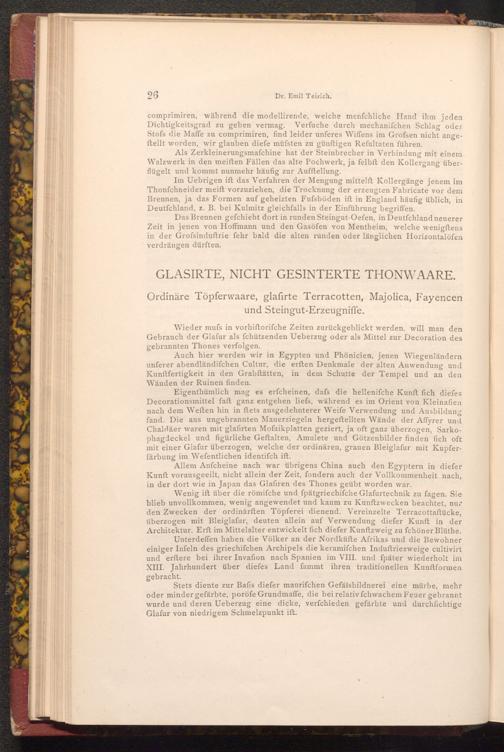 26
Dr. Emil Teirich.
comprimiren, während die modellirende, weiche menſchliche Hand ihm jeden
Dichtigkeitsgrad zu geben vermag. Verſuche durch mechaniſchen Schlag oder
Stoſs die Maſſe zu comprimiren, ſind leider unſeres Wiſſens im Groſsen nicht ange-
ſtellt worden, wir glauben dieſe müſsten zu günſtigen Reſultaten führen.
Als Zerkleinerungsmaſchine hat der Steinbrecher in Verbindung mit einem
Walzwerk in den meiſten Fällen das alte Pochwerk, ja ſelbſt den Kollergang über-
flügelt und kommt nunmehr häufig zur Aufſtellung.
Im Uebrigen iſt das Verfahren der Mengung mittelſt Kollergänge jenem im
Thonſchneider meiſt vorzuziehen, die Trocknung der erzeugten Fabricate vor dem
Brennen, ja das Formen auf geheizten Fuſsböden iſt in England häufig üblich, in
Deutſchland, z. B. bei Kulmitz gleichfalls in der Einführung begriffen.
Das Brennen geſchieht dort in runden Steingut-Oefen, in Deutſchland neuerer
Zeit in jenen von Hoffmann und den Gasöfen von Mentheim, welche wenigſtens
in der Groſsinduſtrie ſehr bald die alten runden oder länglichen Horizontalöfen
verdrängen dürften.
GLASIRTE, NICHT GESINTERTE THONWAARE.
Ordinäre Töpferwaare, glaſirte Terracotten, Majolica, Fayencen
und Steingut-Erzeugniſſe.
Wieder muſs in vorhiſtoriſche Zeiten zurückgeblickt werden, will man den
Gebrauch der Glaſur als ſchützenden Ueberzug oder als Mittel zur Decoration des
gebrannten Thones verfolgen.
Auch hier werden wir in Egypten und Phönicien, jenen Wiegenländern
unſerer abendländiſchen Cultur, die erſten Denkmale der alten Anwendung und
Kunſtfertigkeit in den Grabſtätten, in dem Schutte der Tempel und an den
Wänden der Ruinen finden.
Eigenthümlich mag es erſcheinen, daſs die helleniſche Kunſt ſich dieſes
Decorationsmittel faſt ganz entgehen lieſs, während es im Orient von Kleinaſien
nach dem Weſten hin in ſtets ausgedehnterer Weiſe Verwendung und Ausbildung
fand. Die aus ungebrannten Mauerziegeln hergeſtellten Wände der Aſſyrer und
Chaldäer waren mit glaſirten Moſaikplatten geziert, ja oft ganz überzogen, Sarko-
phagdeckel und figürliche Geſtalten, Amulete und Götzenbilder finden ſich oft
mit einer Glaſur überzogen, welche der ordinären, grauen Bleiglaſur mit Kupfer-
färbung im Weſentlichen identiſch iſt.
Allem Anſcheine nach war übrigens China auch den Egyptern in dieſer
Kunſt vorausgeeilt, nicht allein der Zeit, ſondern auch der Vollkommenheit nach,
in der dort wie in Japan das Glaſiren des Thones geübt worden war.
Wenig iſt über die römiſche und ſpätgriechiſche Glaſurtechnik zu ſagen. Sie
blieb unvollkommen, wenig angewendet und kaum zu Kunſtzwecken beachtet, nur
den Zwecken der ordinärſten Töpferei dienend. Vereinzelte Terracottaſtücke,
überzogen mit Bleiglaſur, deuten allein auf Verwendung dieſer Kunſt in der
Architektur. Erſt im Mittelalter entwickelt ſich dieſer Kunſtzweig zu ſchöner Blüthe.
Unterdeſſen haben die Völker an der Nordküſte Afrikas und die Bewohner
einiger Inſeln des griechiſchen Archipels die keramiſchen Induſtriezweige cultivirt
und erſtere bei ihrer Invaſion nach Spanien im VIII. und ſpäter wiederholt im
XIII. Jahrhundert über dieſes Land ſammt ihren traditionellen Kunſtformen
gebracht.
Stets diente zur Baſis dieſer mauriſchen Gefäſsbildnerei eine mürbe, mehr
oder minder gefärbte, poröſe Grundmaſſe, die bei relativ ſchwachem Feuer gebrannt
wurde und deren Ueberzug eine dicke, verſchieden gefärbte und durchſichtige
Glaſur von niedrigem Schmelzpunkt iſt.